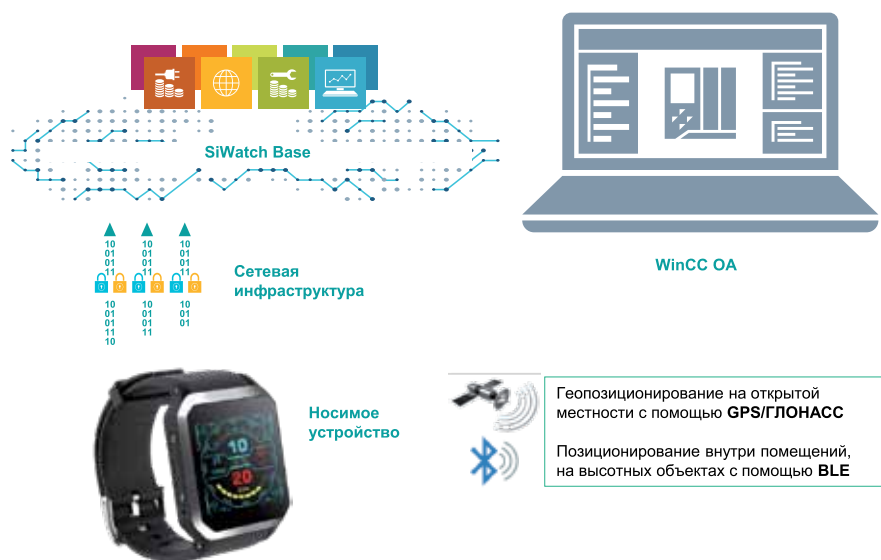 SiWatch Base
WinCC OA
10 10 10
01 01 01
01 01 01
11 11 11
Сетевая
инфраструктура
10 10 10
01 01 01
01 01 01
11 11
10
Носимое
устройство
10
20
Геопозиционирование на открытой
местности с помощью GPS/ГЛОНАСС
Позиционирование внутри помещений,
на высотных объектах с помощью BLE